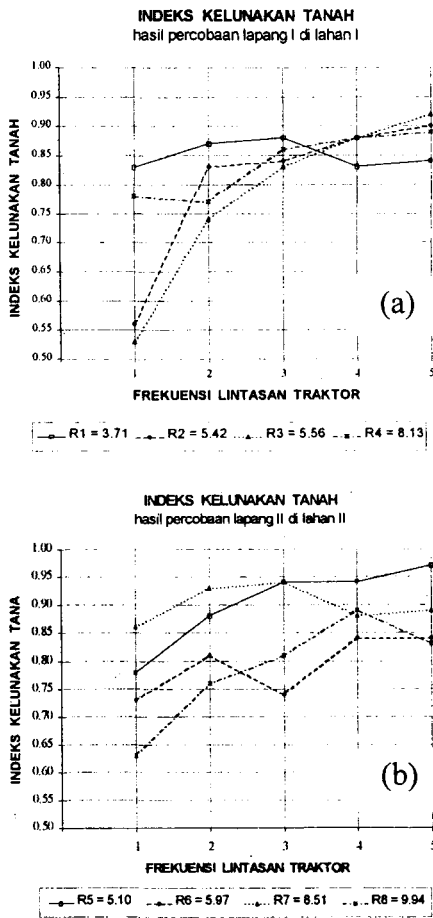 INDEKS KELUNAKAN TANAH
hasil percobaan lapang I di lahan I
1.00
0.95
0.90
0.85
0.80
0.75
0.70
0.65
0.60
0.55
0.50
INDEKS KELUNAKAN TANAH
(a)
1 2 3 4 5
FREKUENSI LINTASAN TRAKTOR
R1 = 3.71 R2 = 5.42 R3 = 5.56 R4 = 8.13
INDEKS KELUNAKAN TANAH
hasil percobaan lapang II di lahan II
1.00
0.95
0.90
0.85
0.80
0.75
0.70
0.65
0.60
0.55
0.50
INDEKS KELUNAKAN TANA
(b)
1 2 3 4 5
FREKUENSI LINTASAN TRAKTOR
R5 = 5.10 R6 = 5.97 R7 = 8.51 R8 = 9.94